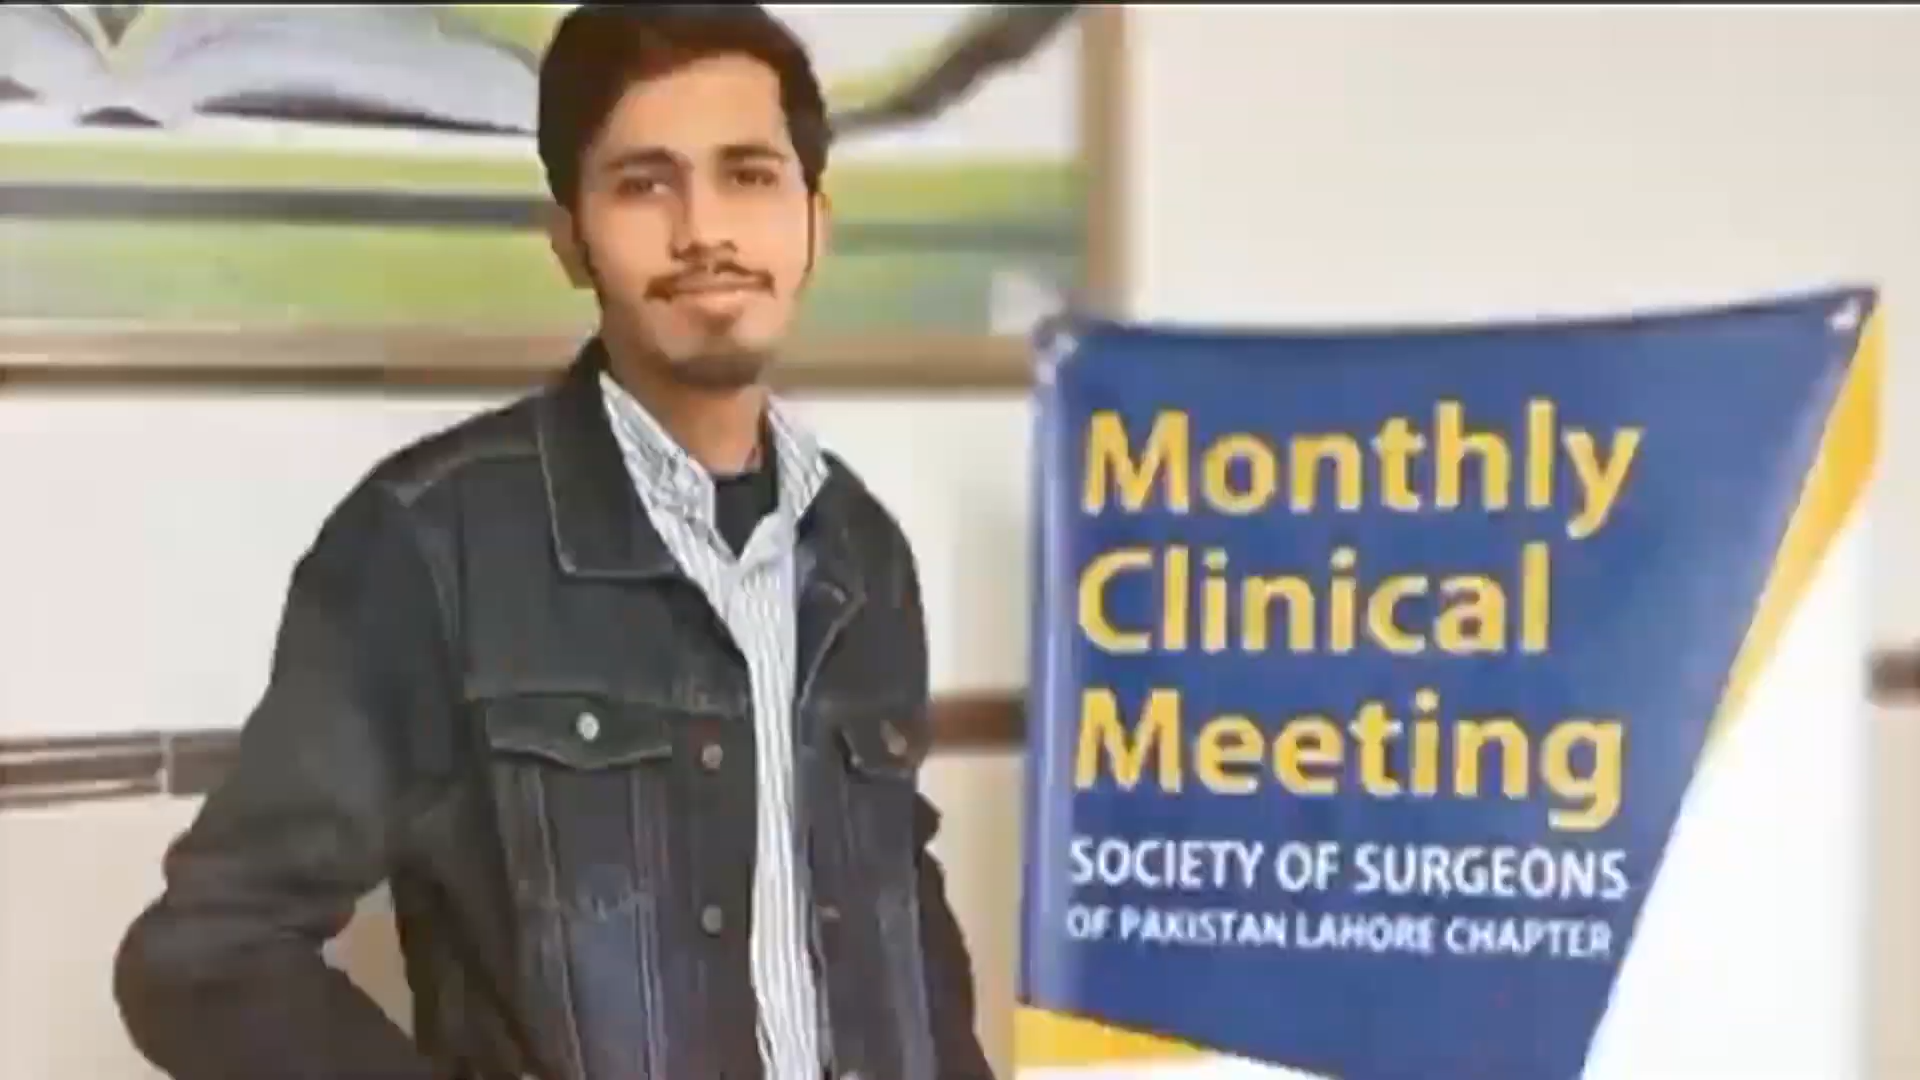 Monthly
Clinical
Meeting
SOCIETY OF SURGEONS
OF PAKISTAN LAHORE CHAPTER